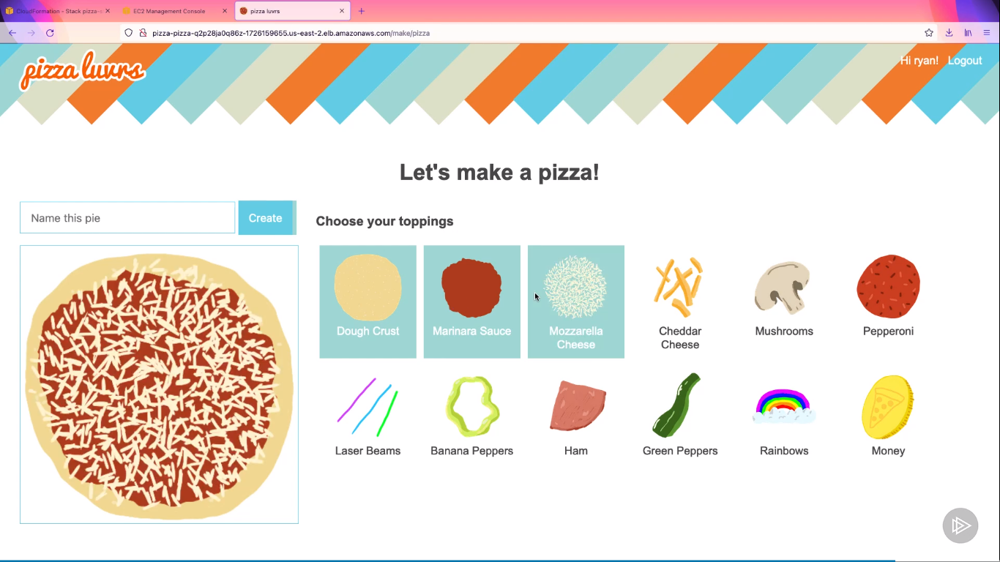 CloudFormation - Stack pizza-
EC2 Management Console
pizza luvrs
pizza-pizza-q2p28ja0q86z-1726159655.us-east-2.elb.amazonaws.com/make/pizza
pizza luvrs
Hi ryan! Logout
Let's make a pizza!
Name this pie
Create
Choose your toppings
Dough Crust
Marinara Sauce
Mozzarella
Cheese
Cheddar
Cheese
Mushrooms
Pepperoni
Laser Beams
Banana Peppers
Ham
Green Peppers
Rainbows
Money